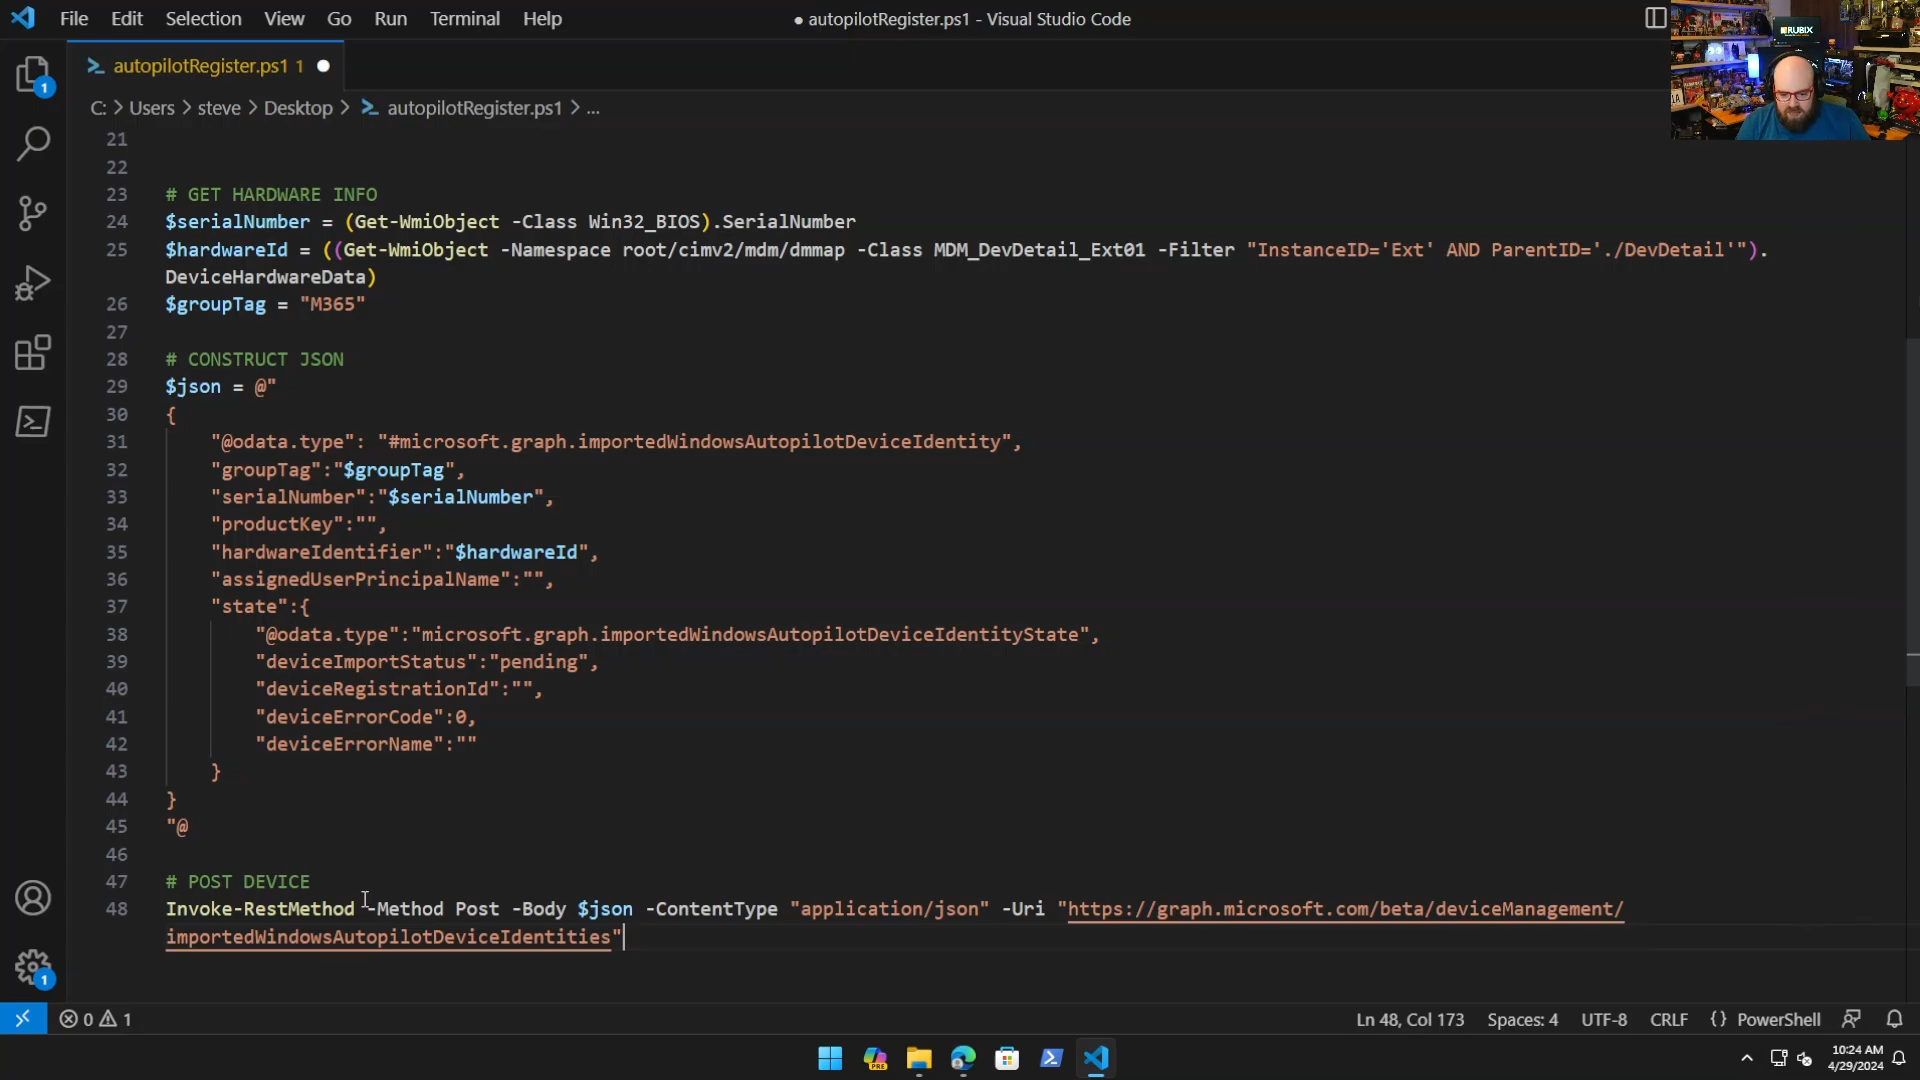 File Edit Selection View Go Run Terminal Help
● autopilotRegister.ps1 - Visual Studio Code
RUBIX
autopilotRegister.ps1 1
C: > Users > steve > Desktop > autopilotRegister.ps1 > ...
21
22
23 # GET HARDWARE INFO
24 $serialNumber = (Get-WmiObject -Class Win32_BIOS).SerialNumber
25 $hardwareId = ((Get-WmiObject -Namespace root/cimv2/mdm/dmmap -Class MDM_DevDetail_Ext01 -Filter "InstanceID='Ext' AND ParentID='./DevDetail'").
DeviceHardwareData)
26 $groupTag = "M365"
27
28 # CONSTRUCT JSON
29 $json = @"
30 {
31 "@odata.type": "#microsoft.graph.importedWindowsAutopilotDeviceIdentity",
32 "groupTag":"$groupTag",
33 "serialNumber":"$serialNumber",
34 "productKey":"",
35 "hardwareIdentifier":"$hardwareId",
36 "assignedUserPrincipalName":"",
37 "state":{
38 "@odata.type":"microsoft.graph.importedWindowsAutopilotDeviceIdentityState",
39 "deviceImportStatus":"pending",
40 "deviceRegistrationId":"",
41 "deviceErrorCode":0,
42 "deviceErrorName":""
43 }
44 }
45 "@
46
47 # POST DEVICE
48 Invoke-RestMethod -Method Post -Body $json -ContentType "application/json" -Uri "https://graph.microsoft.com/beta/deviceManagement/
importedWindowsAutopilotDeviceIdentities"
0 1 Ln 48, Col 173 Spaces: 4 UTF-8 CRLF {} PowerShell
PRE
10:24 AM
4/29/2024